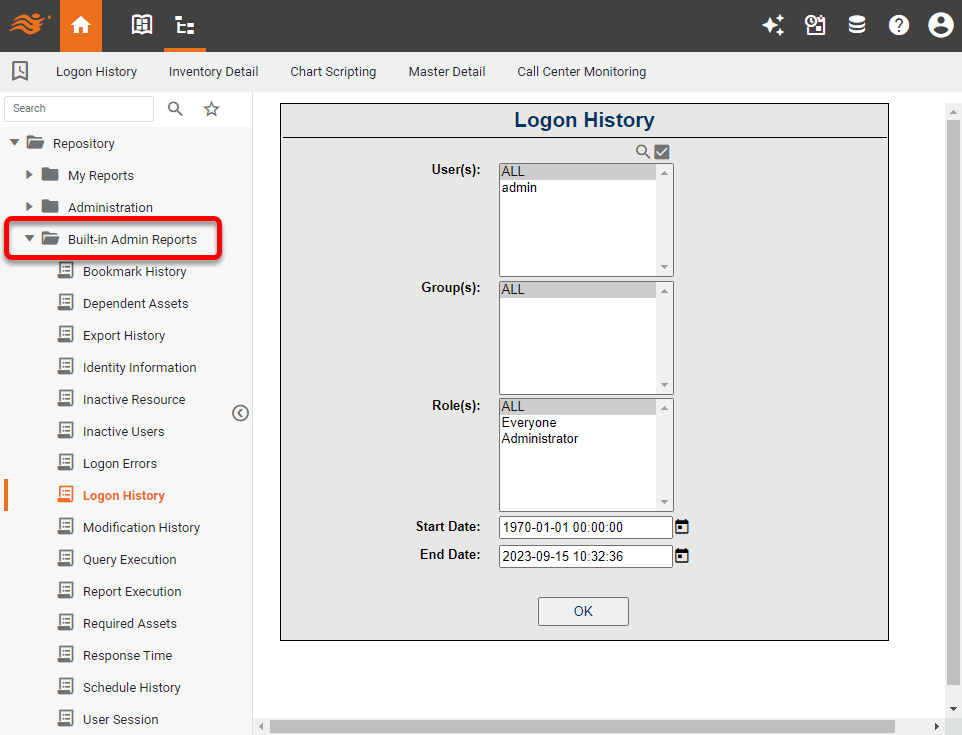 Logon History
Inventory Detail
Chart Scripting
Master Detail
Call Center Monitoring
Search
Repository
My Reports
Administration
Built-in Admin Reports
Bookmark History
Dependent Assets
Export History
Identity Information
Inactive Resource
Inactive Users
Logon Errors
Logon History
Modification History
Query Execution
Report Execution
Required Assets
Response Time
Schedule History
User Session
Logon History
User(s):
ALL
admin
Group(s):
ALL
Role(s):
ALL
Everyone
Administrator
Start Date:
1970-01-01 00:00:00
End Date:
2023-09-15 10:32:36
OK